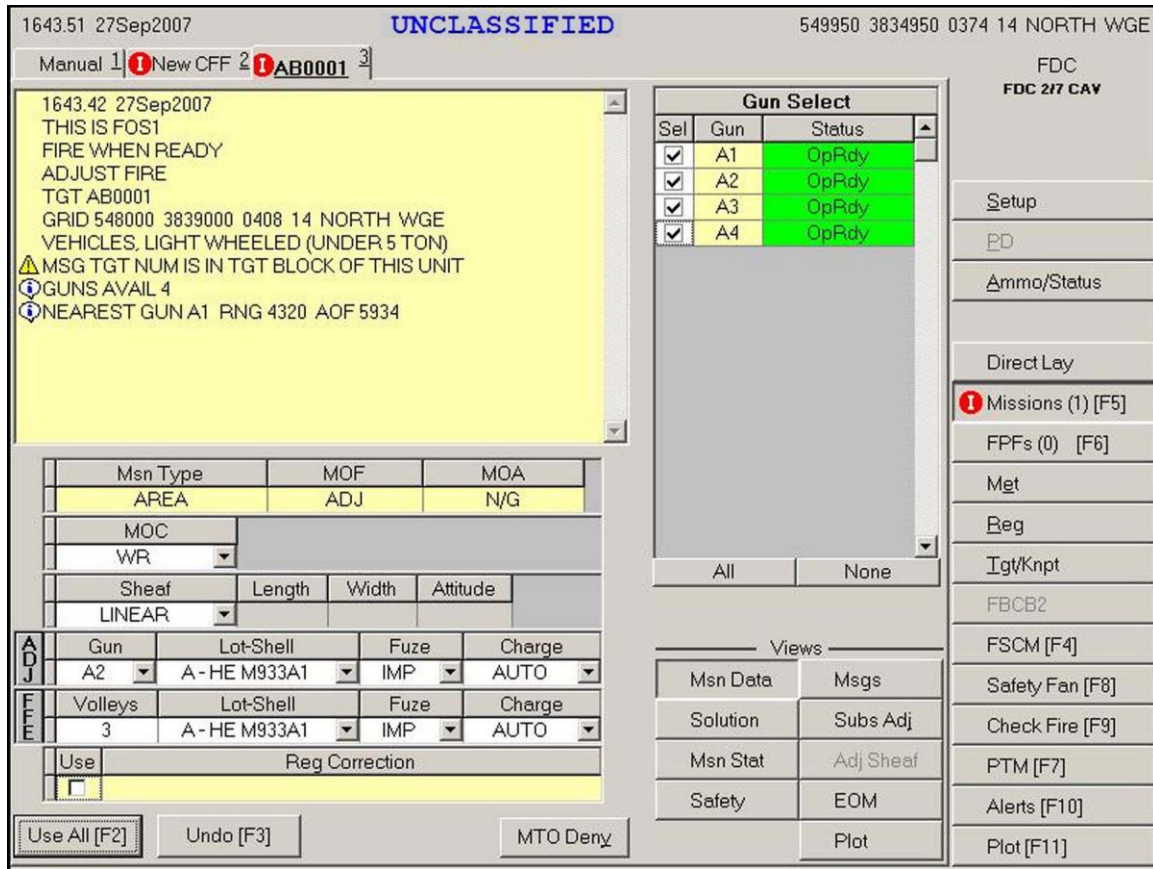 1643.51 27Sep2007 UNCLASSIFIED 549950 3834950 0374 14 NORTH WGE
Manual 1 I New CFF 2 I AB0001 3
FDC
FDC 2/7 CAV
1643.42 27Sep2007
THIS IS FOS1
FIRE WHEN READY
ADJUST FIRE
TGT AB0001
GRID 548000 3839000 0408 14 NORTH WGE
VEHICLES, LIGHT WHEELED (UNDER 5 TON)
MSG TGT NUM IS IN TGT BLOCK OF THIS UNIT
GUNS AVAIL 4
NEAREST GUN A1 RNG 4320 AOF 5934
Gun Select
Sel Gun Status
A1 OpRdy
A2 OpRdy
A3 OpRdy
A4 OpRdy
All None
Msn Type MOF MOA
AREA ADJ N/G
MOC
WR
Sheaf Length Width Attitude
LINEAR
ADJ
Gun Lot-Shell Fuze Charge
A2 A - HE M933A1 IMP AUTO
FFE
Volleys Lot-Shell Fuze Charge
3 A - HE M933A1 IMP AUTO
Use Reg Correction
Use All [F2] Undo [F3] MTO Deny
Views
Msn Data Msgs
Solution Subs Adj
Msn Stat Adj Sheaf
Safety EOM
Plot
Setup
PD
Ammo/Status
Direct Lay
I Missions (1) [F5]
FPFs (0) [F6]
Met
Reg
Tgt/Knpt
FBCB2
FSCM [F4]
Safety Fan [F8]
Check Fire [F9]
PTM [F7]
Alerts [F10]
Plot [F11]